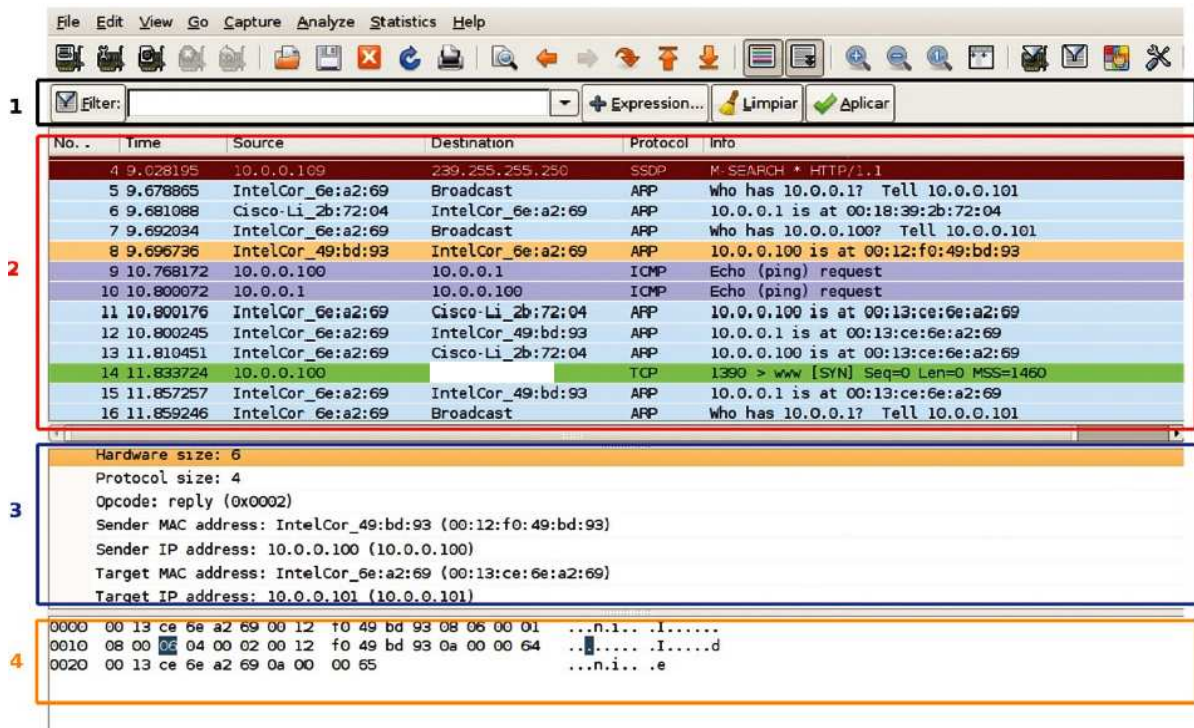 File Edit View Go Capture Analyze Statistics Help
1
Filter: Expression... Limpiar Aplicar
2
No. . Time Source Destination Protocol Info
4 9.028195 10.0.0.109 239.255.255.250 SSDP M-SEARCH * HTTP/1.1
5 9.678865 IntelCor_6e:a2:69 Broadcast ARP Who has 10.0.0.1? Tell 10.0.0.101
6 9.681088 Cisco-Li_2b:72:04 IntelCor_6e:a2:69 ARP 10.0.0.1 is at 00:18:39:2b:72:04
7 9.692034 IntelCor_6e:a2:69 Broadcast ARP Who has 10.0.0.100? Tell 10.0.0.101
8 9.696736 IntelCor_49:bd:93 IntelCor_6e:a2:69 ARP 10.0.0.100 is at 00:12:f0:49:bd:93
9 10.768172 10.0.0.100 10.0.0.1 ICMP Echo (ping) request
10 10.800072 10.0.0.1 10.0.0.100 ICMP Echo (ping) request
11 10.800176 IntelCor_6e:a2:69 Cisco-Li_2b:72:04 ARP 10.0.0.100 is at 00:13:ce:6e:a2:69
12 10.800245 IntelCor_6e:a2:69 IntelCor_49:bd:93 ARP 10.0.0.1 is at 00:13:ce:6e:a2:69
13 11.810451 IntelCor_6e:a2:69 Cisco-Li_2b:72:04 ARP 10.0.0.100 is at 00:13:ce:6e:a2:69
14 11.833724 10.0.0.100 TCP 1390 > www [SYN] Seq=0 Len=0 MSS=1460
15 11.857257 IntelCor_6e:a2:69 IntelCor_49:bd:93 ARP 10.0.0.1 is at 00:13:ce:6e:a2:69
16 11.859246 IntelCor_6e:a2:69 Broadcast ARP Who has 10.0.0.1? Tell 10.0.0.101
3
Hardware size: 6
Protocol size: 4
Opcode: reply (0x0002)
Sender MAC address: IntelCor_49:bd:93 (00:12:f0:49:bd:93)
Sender IP address: 10.0.0.100 (10.0.0.100)
Target MAC address: IntelCor_6e:a2:69 (00:13:ce:6e:a2:69)
Target IP address: 10.0.0.101 (10.0.0.101)
4
0000 00 13 ce 6e a2 69 00 12 f0 49 bd 93 08 06 00 01 ...n.i.. .I......
0010 08 00 06 04 00 02 00 12 f0 49 bd 93 0a 00 00 64 ........ .I.....d
0020 00 13 ce 6e a2 69 0a 00 00 65 ...n.i.. .e